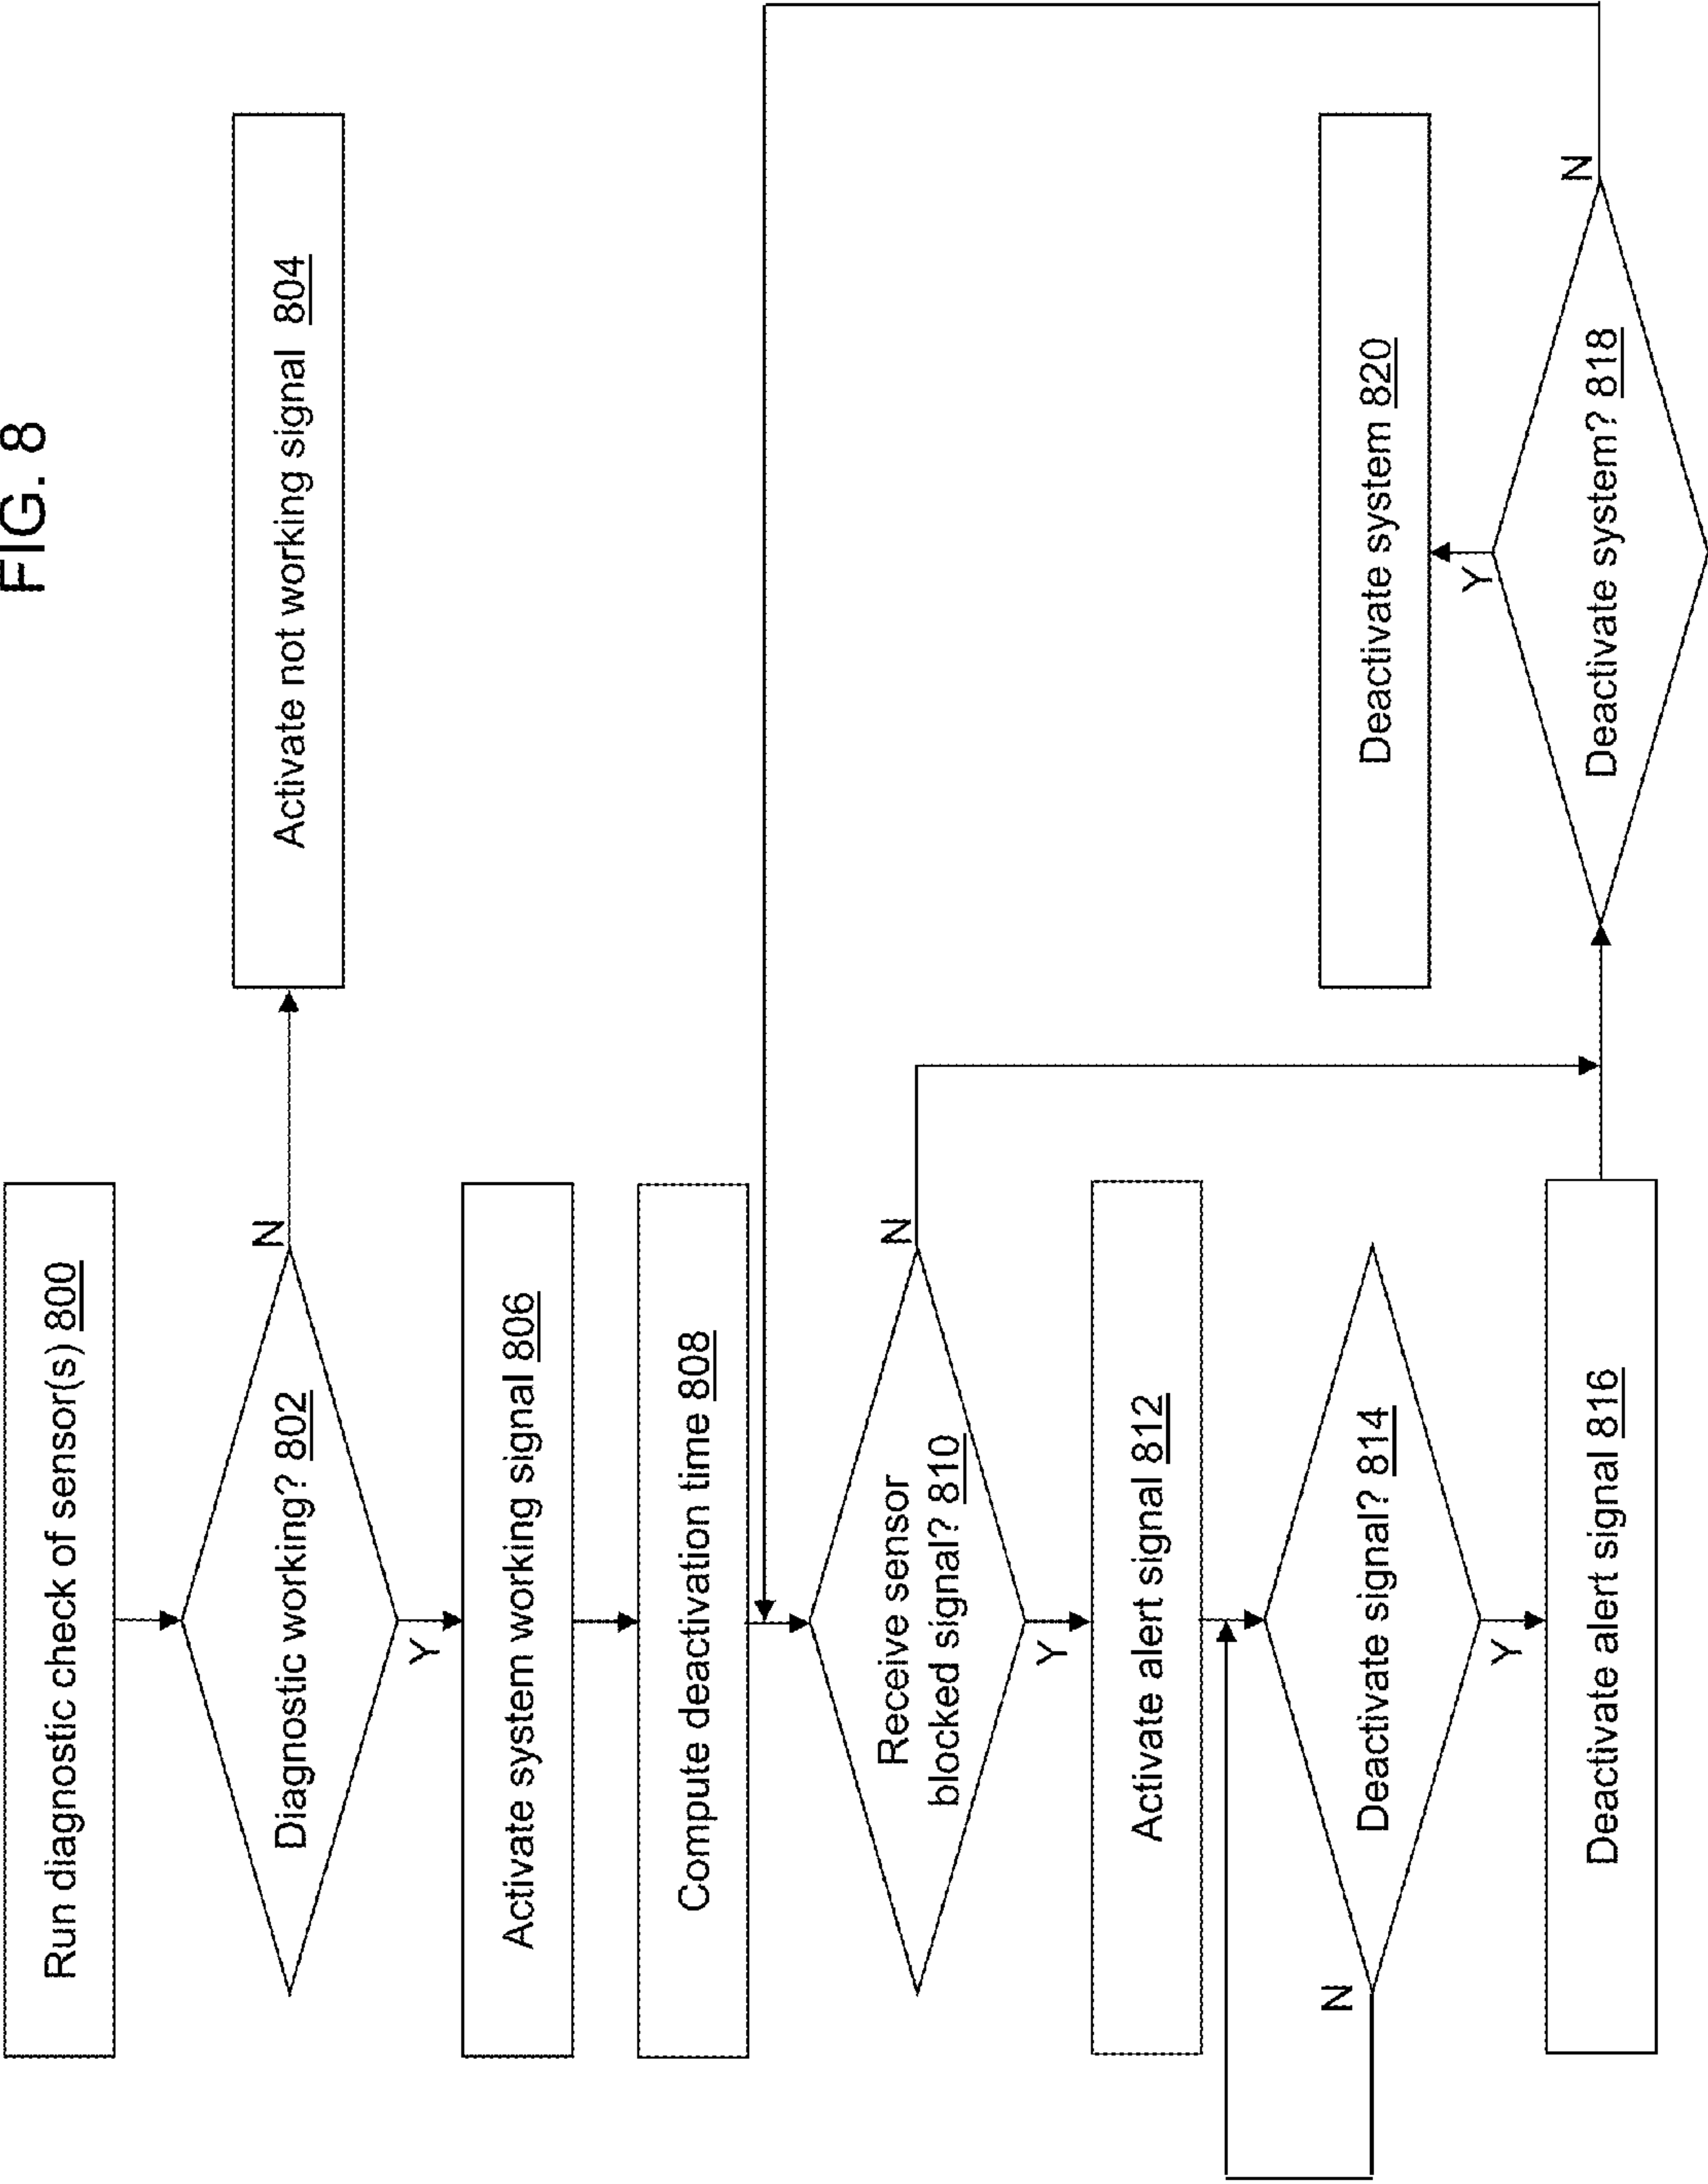 FIG. 8
Run diagnostic check of sensor(s) 800
Diagnostic working? 802
N
Activate not working signal 804
Y
Activate system working signal 806
Compute deactivation time 808
Receive sensor
blocked signal? 810
N
Y
Activate alert signal 812
Deactivate signal? 814
N
Y
Deactivate alert signal 816
Deactivate system? 818
N
Y
Deactivate system 820